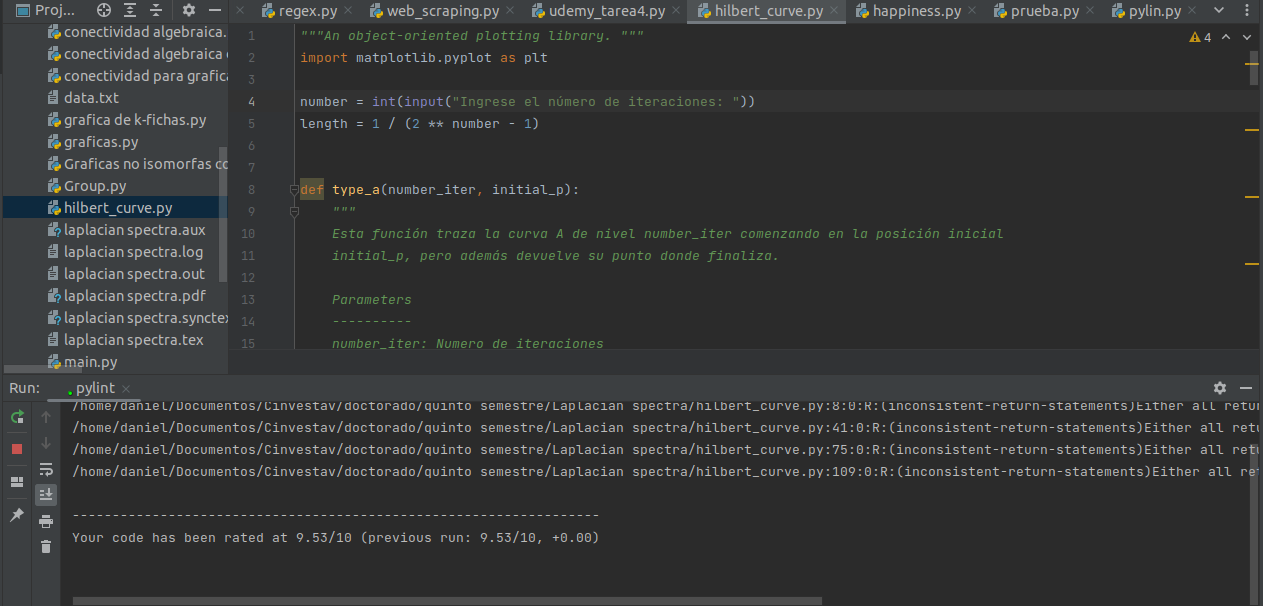 Proj...
regex.py
web_scraping.py
udemy_tarea4.py
hilbert_curve.py
happiness.py
prueba.py
pylin.py
conectividad algebraica.
conectividad algebraica
conectividad para grafica
data.txt
grafica de k-fichas.py
graficas.py
Graficas no isomorfas co
Group.py
hilbert_curve.py
laplacian spectra.aux
laplacian spectra.log
laplacian spectra.out
laplacian spectra.pdf
laplacian spectra.synctex
laplacian spectra.tex
main.py
4
1 """An object-oriented plotting library. """
2 import matplotlib.pyplot as plt
3
4 number = int(input("Ingrese el número de iteraciones: "))
5 length = 1 / (2 ** number - 1)
6
7
8 def type_a(number_iter, initial_p):
9 """
10 Esta función traza la curva A de nivel number_iter comenzando en la posición inicial
11 initial_p, pero además devuelve su punto donde finaliza.
12
13 Parameters
14 ----------
15 number_iter: Numero de iteraciones
Run: pylint
/home/daniel/Documentos/Cinvestav/doctorado/quinto semestre/Laplacian spectra/hilbert_curve.py:8:0:R:(inconsistent-return-statements)Either all retur
/home/daniel/Documentos/Cinvestav/doctorado/quinto semestre/Laplacian spectra/hilbert_curve.py:41:0:R:(inconsistent-return-statements)Either all retu
/home/daniel/Documentos/Cinvestav/doctorado/quinto semestre/Laplacian spectra/hilbert_curve.py:75:0:R:(inconsistent-return-statements)Either all retu
/home/daniel/Documentos/Cinvestav/doctorado/quinto semestre/Laplacian spectra/hilbert_curve.py:109:0:R:(inconsistent-return-statements)Either all ret
------------------------------------------------------------------
Your code has been rated at 9.53/10 (previous run: 9.53/10, +0.00)